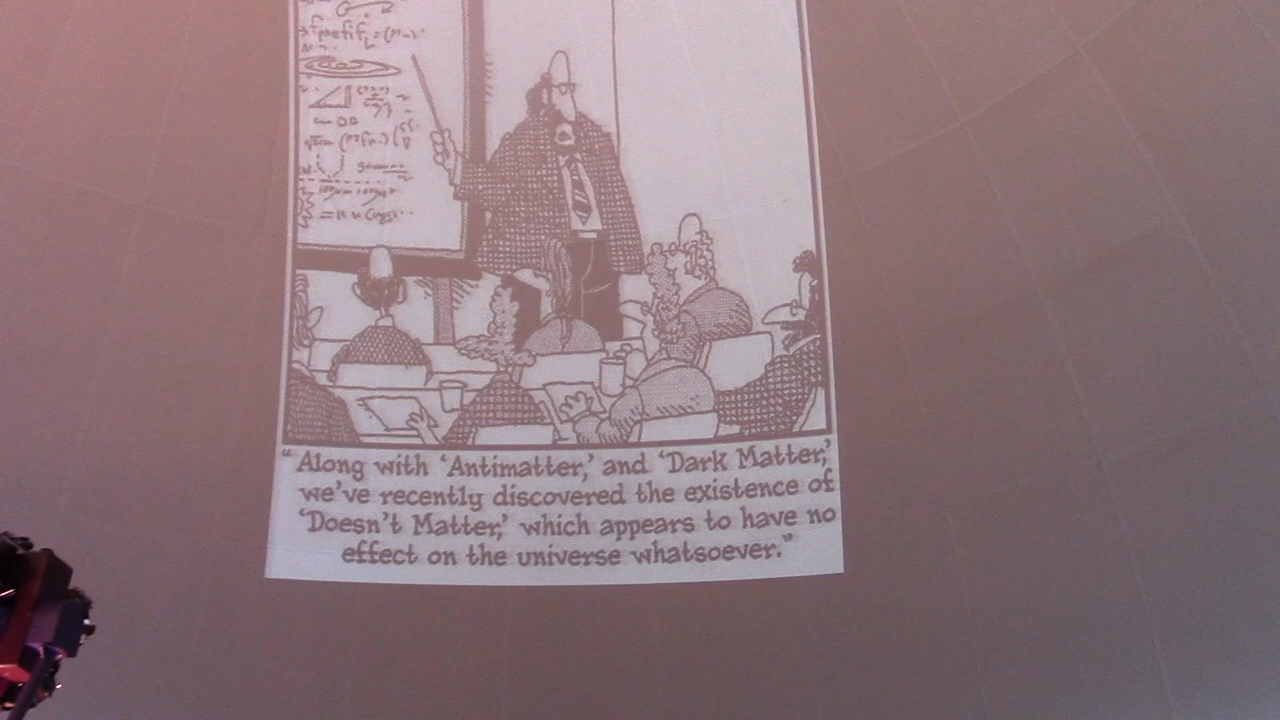 “Along with ‘Antimatter,’ and ‘Dark Matter,’
we’ve recently discovered the existence of
‘Doesn’t Matter,’ which appears to have no
effect on the universe whatsoever.”